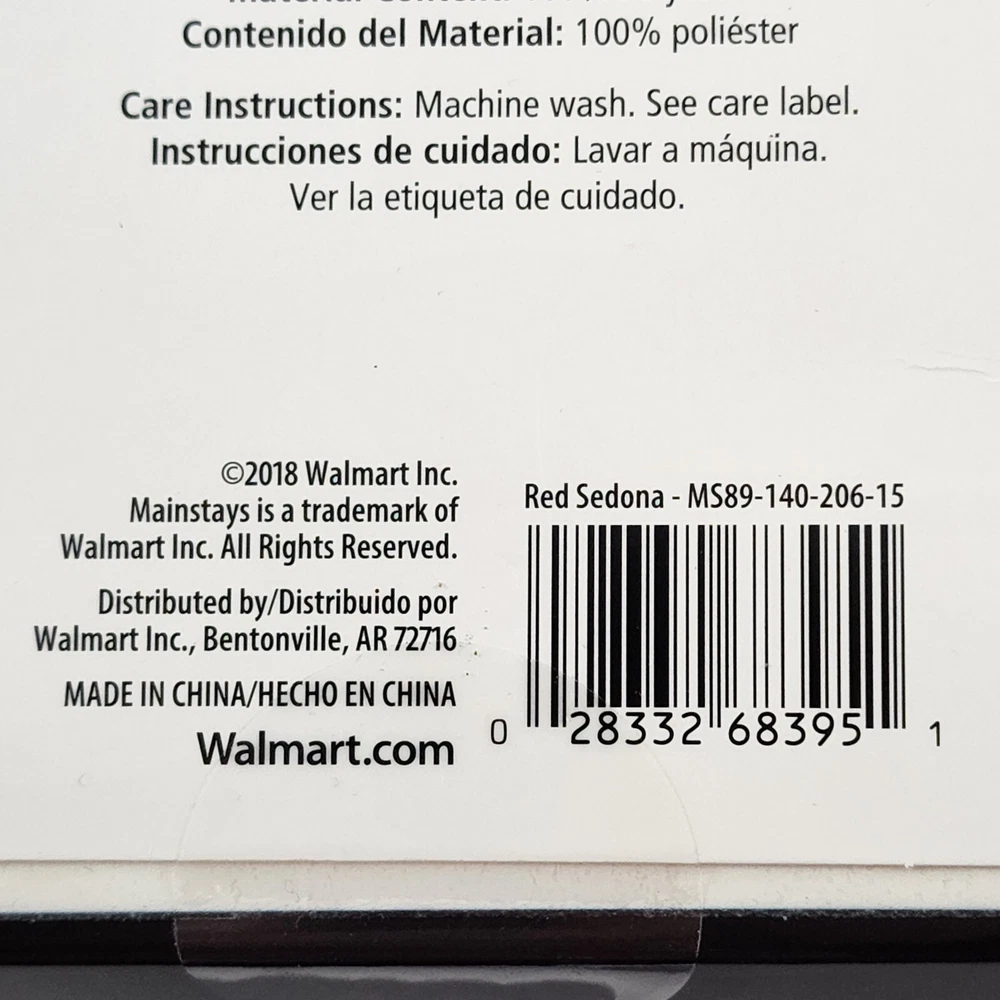 Contenido del Material: 100% poliéster
Care Instructions: Machine wash. See care label.
Instrucciones de cuidado: Lavar a máquina.
Ver la etiqueta de cuidado.
©2018 Walmart Inc.
Mainstays is a trademark of
Walmart Inc. All Rights Reserved.
Distributed by/Distribuido por
Walmart Inc., Bentonville, AR 72716
MADE IN CHINA/HECHO EN CHINA
Walmart.com
Red Sedona - MS89-140-206-15
0 28332 68395 1